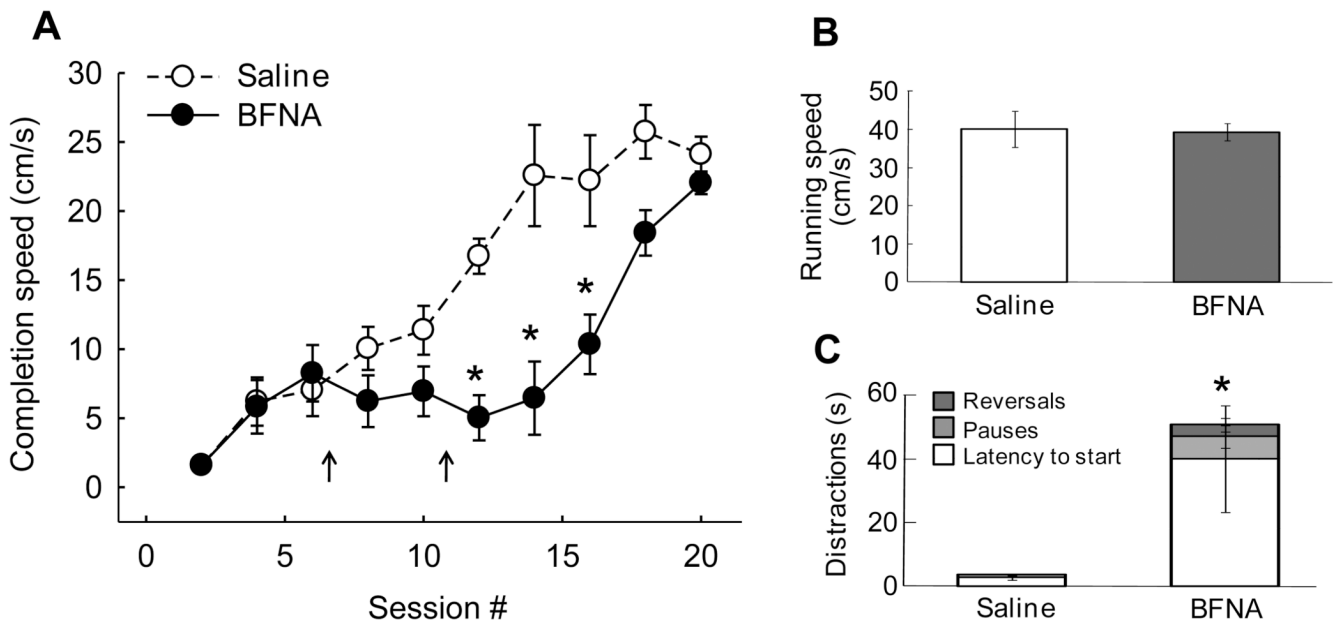 A
Completion speed (cm/s)
30
25
20
15
10
5
0
Saline
BFNA
*
*
*
0
5
10
15
20
Session #
B
Running speed
(cm/s)
50
40
30
20
10
0
Saline
BFNA
C
Distractions (s)
60
40
20
0
Reversals
Pauses
Latency to start
*
Saline
BFNA